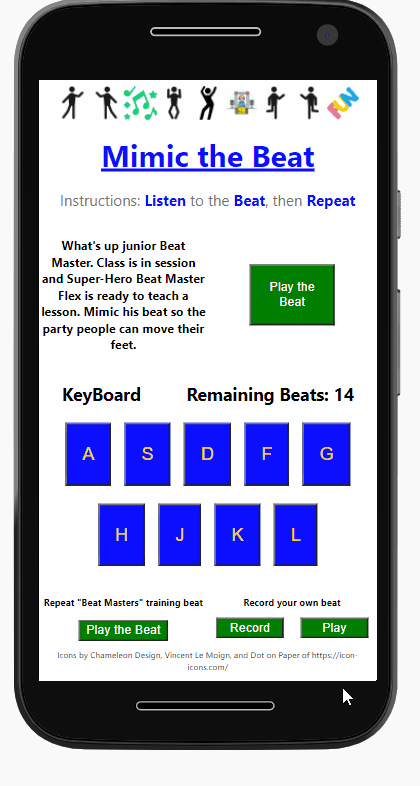 FUN
Mimic the Beat
Instructions: Listen to the Beat, then Repeat
What's up junior Beat
Master. Class is in session
and Super-Hero Beat Master
Flex is ready to teach a
lesson. Mimic his beat so the
party people can move their
feet.
Play the
Beat
KeyBoard Remaining Beats: 14
A S D F G
H J K L
Repeat "Beat Masters" training beat Record your own beat
Play the Beat Record Play
Icons by Chameleon Design, Vincent Le Moign, and Dot on Paper of https://icon-
icons.com/